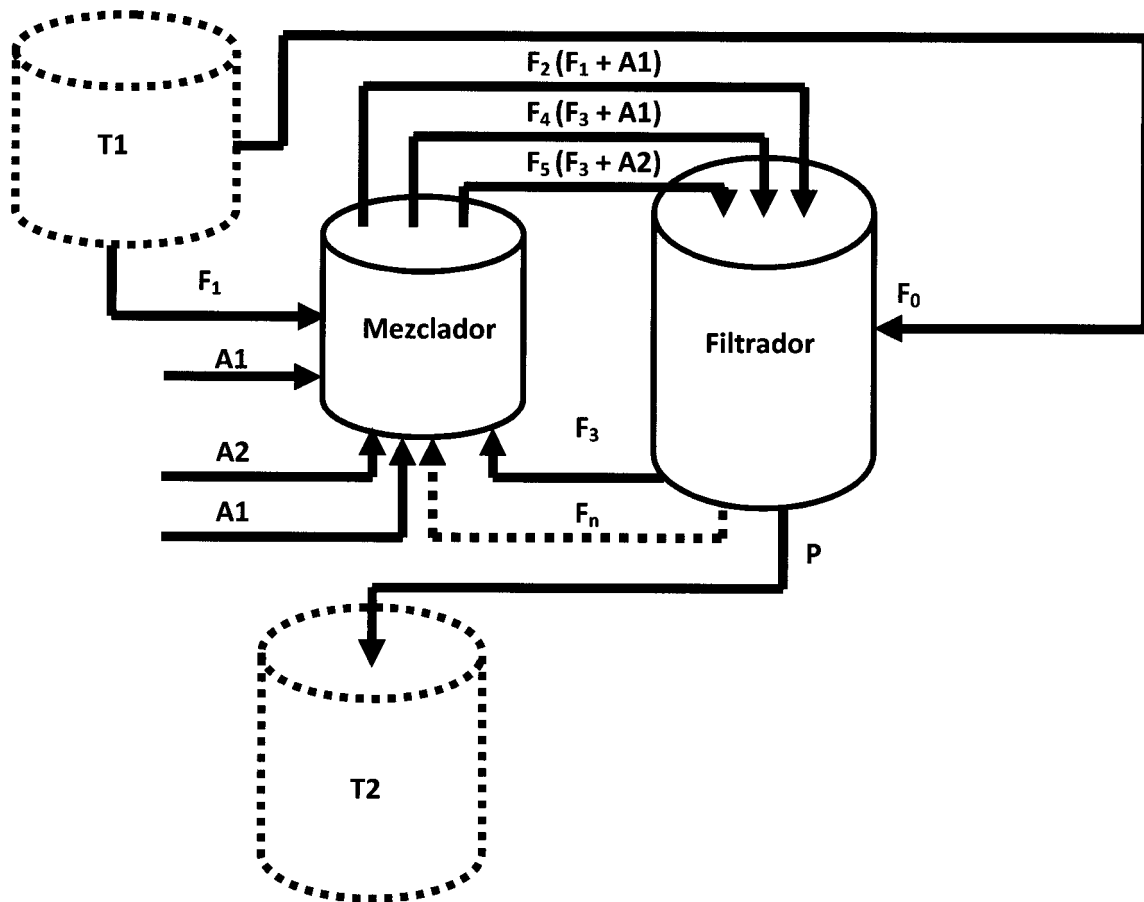 F₂ (F₁ + A1)
F₄ (F₃ + A1)
F₅ (F₃ + A2)
T1
F₁
F₀
Mezclador
Filtrador
A1
F₃
A2
A1
Fₙ
P
T2